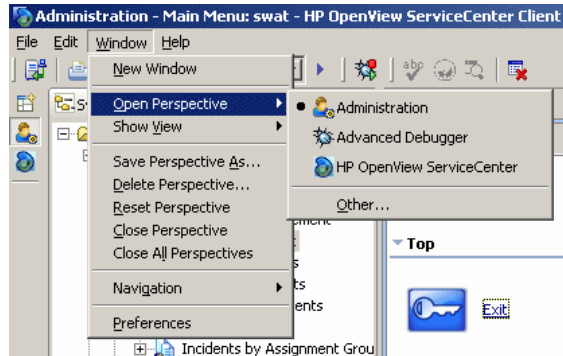 Administration - Main Menu: swat - HP OpenView ServiceCenter Client
File Edit Window Help
New Window
Open Perspective
Show View
Save Perspective As...
Delete Perspective...
Reset Perspective
Close Perspective
Close All Perspectives
Navigation
Preferences
Administration
Advanced Debugger
HP OpenView ServiceCenter
Other...
Top
Exit
Incidents by Assignment Grou